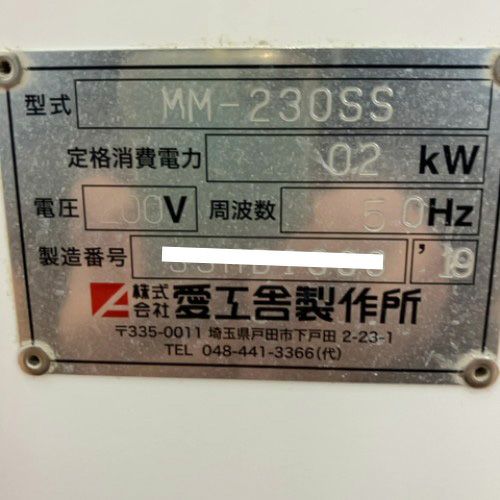 型式 MM-230SS
定格消費電力 0.2 kW
電圧 200V 周波数 50Hz
製造番号 '19
株式会社 愛工舎製作所
〒335-0011 埼玉県戸田市下戸田 2-23-1
TEL 048-441-3366(代)